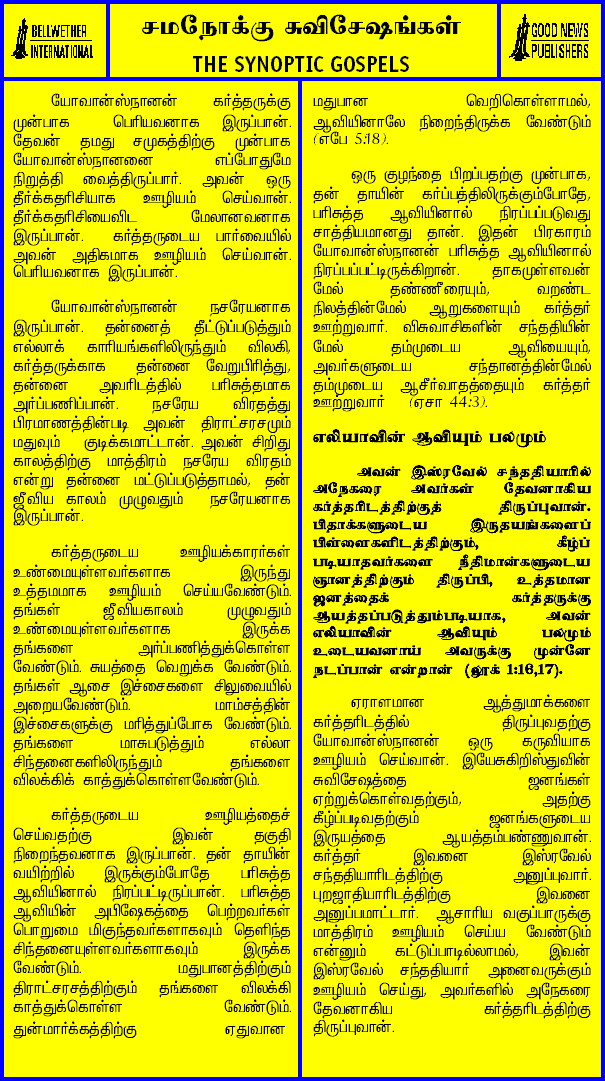 BELLWETHER
INTERNATIONAL
சமநோக்கு சுவிசேஷங்கள்
THE SYNOPTIC GOSPELS
GOOD NEWS
PUBLISHERS
யோவான்ஸ்நானன் கர்த்தருக்கு
முன்பாக பெரியவனாக இருப்பான்.
தேவன் தமது சமுகத்திற்கு முன்பாக
யோவான்ஸ்நானனை எப்போதுமே
நிறுத்தி வைத்திருப்பார். அவன் ஒரு
தீர்க்கதரிசியாக ஊழியம் செய்வான்.
தீர்க்கதரிசியைவிட மேலானவனாக
இருப்பான். கர்த்தருடைய பார்வையில்
அவன் அதிகமாக ஊழியம் செய்வான்.
பெரியவனாக இருப்பான்.
யோவான்ஸ்நானன் நசரேயனாக
இருப்பான். தன்னைத் தீட்டுப்படுத்தும்
எல்லாக் காரியங்களிலிருந்தும் விலகி,
கர்த்தருக்காக தன்னை வேறுபிரித்து,
தன்னை அவரிடத்தில் பரிசுத்தமாக
அர்ப்பணிப்பான். நசரேய விரதத்து
பிரமாணத்தின்படி அவன் திராட்சரசமும்
மதுவும் குடிக்கமாட்டான். அவன் சிறிது
காலத்திற்கு மாத்திரம் நசரேய விரதம்
என்று தன்னை மட்டுப்படுத்தாமல், தன்
ஜீவிய காலம் முழுவதும் நசரேயனாக
இருப்பான்.
கர்த்தருடைய ஊழியக்காரர்கள்
உண்மையுள்ளவர்களாக இருந்து
உத்தமமாக ஊழியம் செய்யவேண்டும்.
தங்கள் ஜீவியகாலம் முழுவதும்
உண்மையுள்ளவர்களாக இருக்க
தங்களை அர்ப்பணித்துக்கொள்ள
வேண்டும். சுயத்தை வெறுக்க வேண்டும்.
தங்கள் ஆசை இச்சைகளை சிலுவையில்
அறையவேண்டும். மாம்சத்தின்
இச்சைகளுக்கு மரித்துப்போக வேண்டும்.
தங்களை மாசுபடுத்தும் எல்லா
சிந்தனைகளிலிருந்தும் தங்களை
விலக்கிக் காத்துக்கொள்ளவேண்டும்.
கர்த்தருடைய ஊழியத்தைச்
செய்வதற்கு இவன் தகுதி
நிறைந்தவனாக இருப்பான். தன் தாயின்
வயிற்றில் இருக்கும்போதே பரிசுத்த
ஆவியினால் நிரப்பட்டிருப்பான். பரிசுத்த
ஆவியின் அபிஷேகத்தை பெற்றவர்கள்
பொறுமை மிகுந்தவர்களாகவும் தெளிந்த
சிந்தனையுள்ளவர்களாகவும் இருக்க
வேண்டும். மதுபானத்திற்கும்
திராட்சரசத்திற்கும் தங்களை விலக்கி
காத்துக்கொள்ள வேண்டும்.
துன்மார்க்கத்திற்கு ஏதுவான
மதுபான வெறிகொள்ளாமல்,
ஆவியினாலே நிறைந்திருக்க வேண்டும்
(எபே 5:18).
ஒரு குழந்தை பிறப்பதற்கு முன்பாக,
தன் தாயின் கர்ப்பத்திலிருக்கும்போதே,
பரிசுத்த ஆவியினால் நிரப்பப்படுவது
சாத்தியமானது தான். இதன் பிரகாரம்
யோவான்ஸ்நானன் பரிசுத்த ஆவியினால்
நிரப்பப்பட்டிருக்கிறான். தாகமுள்ளவன்
மேல் தண்ணீரையும், வறண்ட
நிலத்தின்மேல் ஆறுகளையும் கர்த்தர்
ஊற்றுவார். விசுவாசிகளின் சந்ததியின்
மேல் தம்முடைய ஆவியையும்,
அவர்களுடைய சந்தானத்தின்மேல்
தம்முடைய ஆசீர்வாதத்தையும் கர்த்தர்
ஊற்றுவார் (ஏசா 44:3).
எலியாவின் ஆவியும் பலமும்
அவன் இஸ்ரவேல் சந்ததியாரில்
அநேகரை அவர்கள் தேவனாகிய
கர்த்தரிடத்திற்குத் திருப்புவான்.
பிதாக்களுடைய இருதயங்களைப்
பிள்ளைகளிடத்திற்கும், கீழ்ப்
படியாதவர்களை நீதிமான்களுடைய
ஞானத்திற்கும் திருப்பி, உத்தமான
ஜனத்தைக் கர்த்தருக்கு
ஆயத்தப்படுத்தும்படியாக, அவன்
எலியாவின் ஆவியும் பலமும்
உடையவனாய் அவருக்கு முன்னே
நடப்பான் என்றான் (லூக் 1:16,17).
ஏராளமான ஆத்துமாக்களை
கர்த்தரிடத்தில் திருப்புவதற்கு
யோவான்ஸ்நானன் ஒரு கருவியாக
ஊழியம் செய்வான். இயேசுகிறிஸ்துவின்
சுவிசேஷத்தை ஜனங்கள்
ஏற்றுக்கொள்வதற்கும், அதற்கு
கீழ்ப்படிவதற்கும் ஜனங்களுடைய
இருயத்தை ஆயத்தம்பண்ணுவான்.
கர்த்தர் இவனை இஸ்ரவேல்
சந்ததியாரிடத்திற்கு அனுப்புவார்.
புறஜாதியாரிடத்திற்கு இவனை
அனுப்பமாட்டார். ஆசாரிய வகுப்பாருக்கு
மாத்திரம் ஊழியம் செய்ய வேண்டும்
என்னும் கட்டுப்பாடில்லாமல், இவன்
இஸ்ரவேல் சந்ததியார் அனைவருக்கும்
ஊழியம் செய்து, அவர்களில் அநேகரை
தேவனாகிய கர்த்தரிடத்திற்கு
திருப்புவான்.